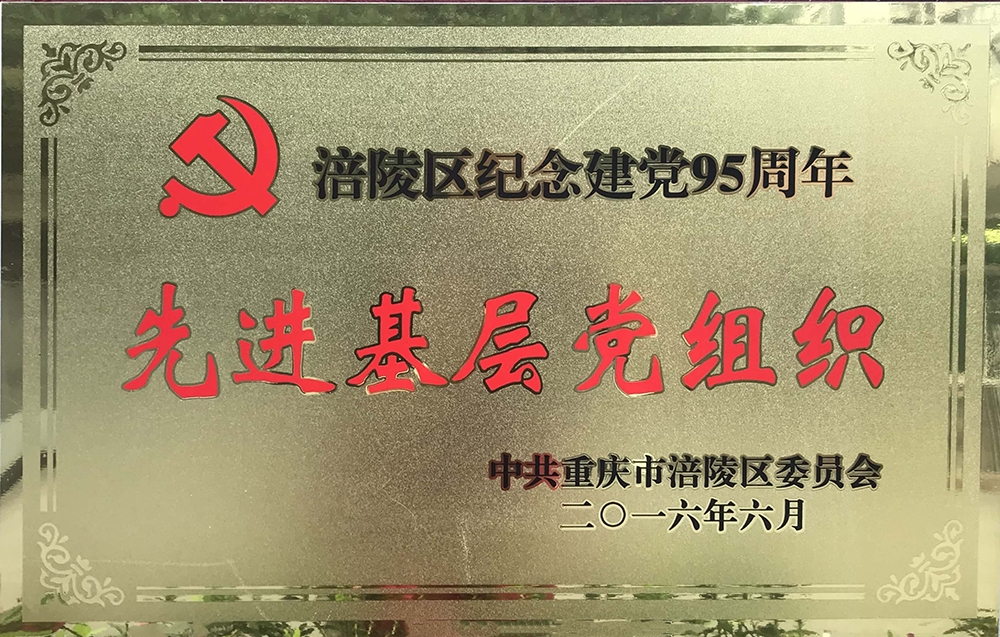 涪陵区纪念建党95周年
先进基层党组织
中共重庆市涪陵区委员会
二〇一六年六月